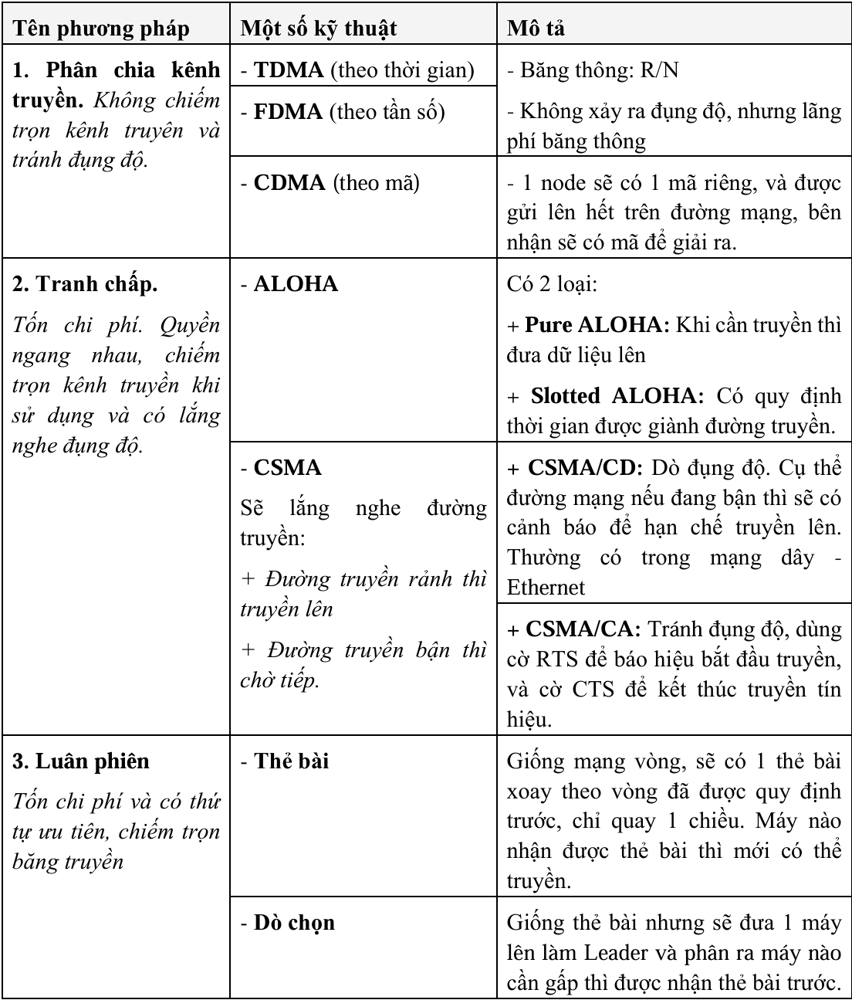 Tên phương pháp
Một số kỹ thuật
Mô tả
1. Phân chia kênh
truyền. Không chiếm
trọn kênh truyên và
tránh đụng độ.
- TDMA (theo thời gian)
- FDMA (theo tần số)
- Băng thông: R/N
- Không xảy ra đụng độ, nhưng lãng
phí băng thông
- CDMA (theo mã)
- 1 node sẽ có 1 mã riêng, và được
gửi lên hết trên đường mạng, bên
nhận sẽ có mã để giải ra.
2. Tranh chấp.
Tốn chi phí. Quyền
ngang nhau, chiếm
trọn kênh truyền khi
sử dụng và có lắng
nghe đụng độ.
- ALOHA
Có 2 loại:
+ Pure ALOHA: Khi cần truyền thì
đưa dữ liệu lên
+ Slotted ALOHA: Có quy định
thời gian được giành đường truyền.
- CSMA
Sẽ lắng nghe đường
truyền:
+ Đường truyền rảnh thì
truyền lên
+ Đường truyền bận thì
chờ tiếp.
+ CSMA/CD: Dò đụng độ. Cụ thể
đường mạng nếu đang bận thì sẽ có
cảnh báo để hạn chế truyền lên.
Thường có trong mạng dây -
Ethernet
+ CSMA/CA: Tránh đụng độ, dùng
cờ RTS để báo hiệu bắt đầu truyền,
và cờ CTS để kết thúc truyền tín
hiệu.
3. Luân phiên
Tốn chi phí và có thứ
tự ưu tiên, chiếm trọn
băng truyền
- Thẻ bài
Giống mạng vòng, sẽ có 1 thẻ bài
xoay theo vòng đã được quy định
trước, chỉ quay 1 chiều. Máy nào
nhận được thẻ bài thì mới có thể
truyền.
- Dò chọn
Giống thẻ bài nhưng sẽ đưa 1 máy
lên làm Leader và phân ra máy nào
cần gấp thì được nhận thẻ bài trước.